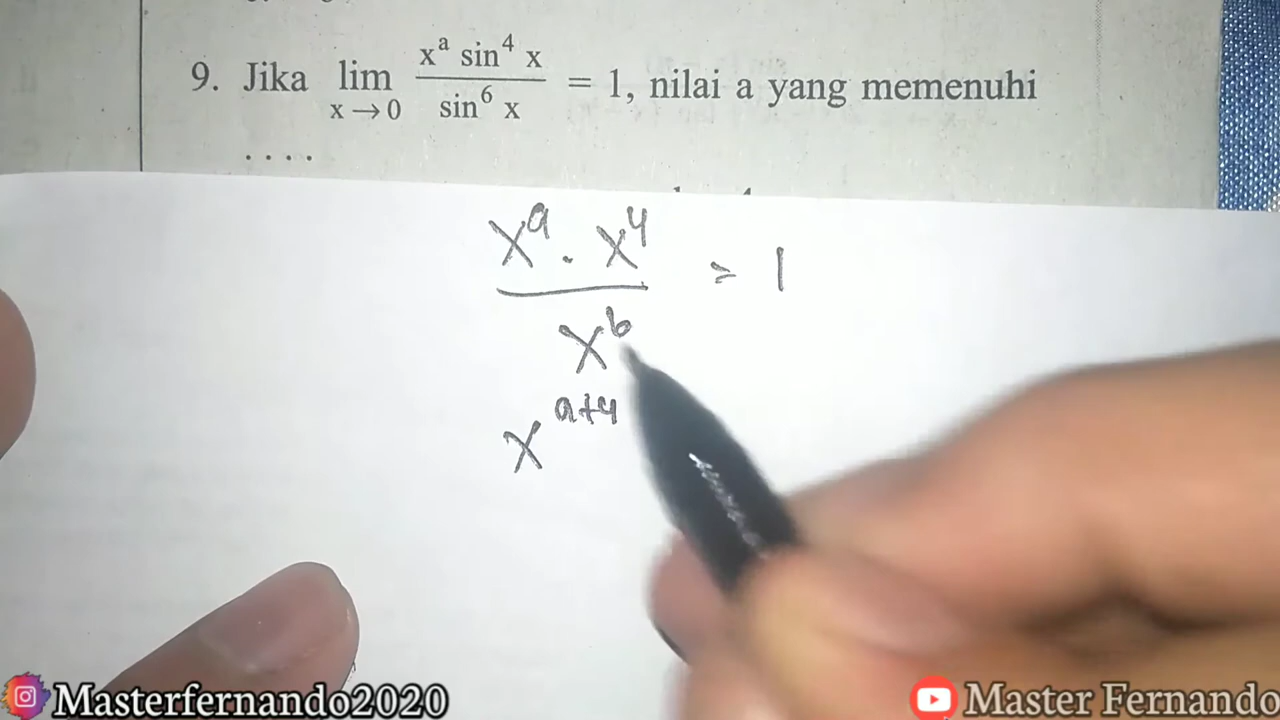 9. Jika lim x→0 x^a sin^4 x / sin^6 x = 1, nilai a yang memenuhi
....
x^a . x^4 / x^6 = 1
x^a+4
Masterfernando2020
Master Fernando